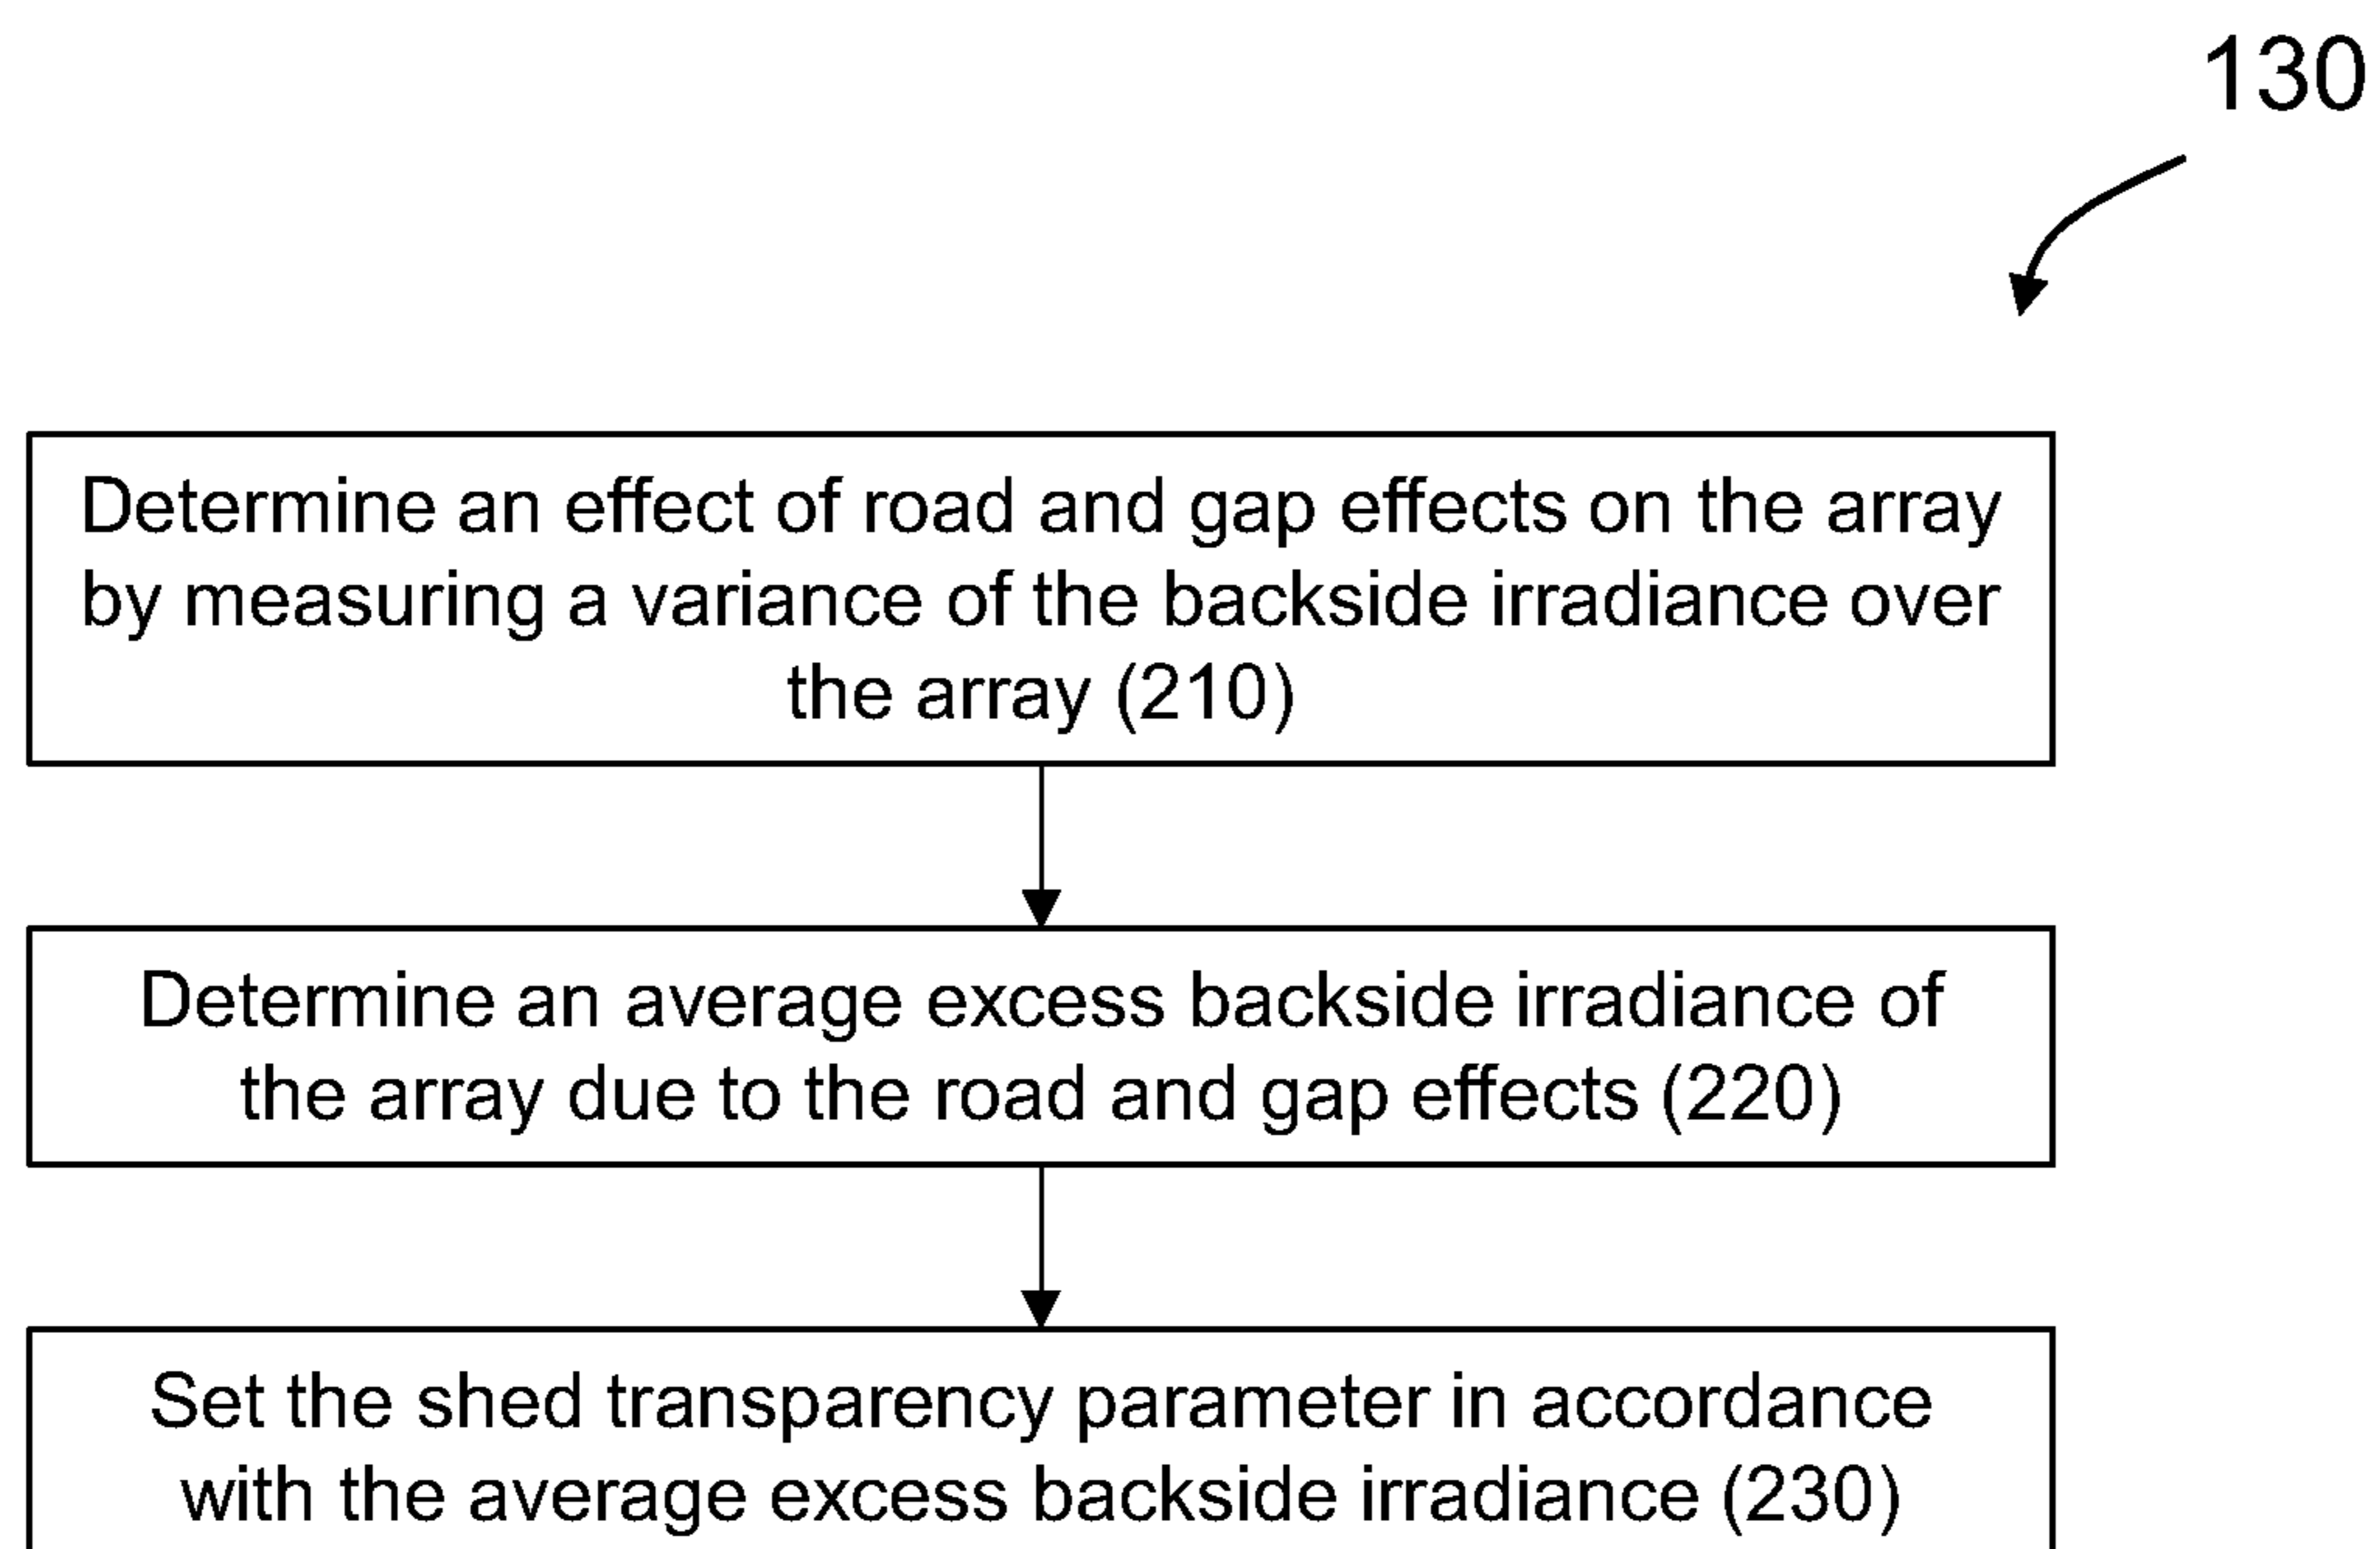 130
Determine an effect of road and gap effects on the array
by measuring a variance of the backside irradiance over
the array (210)
Determine an average excess backside irradiance of
the array due to the road and gap effects (220)
Set the shed transparency parameter in accordance
with the average excess backside irradiance (230)